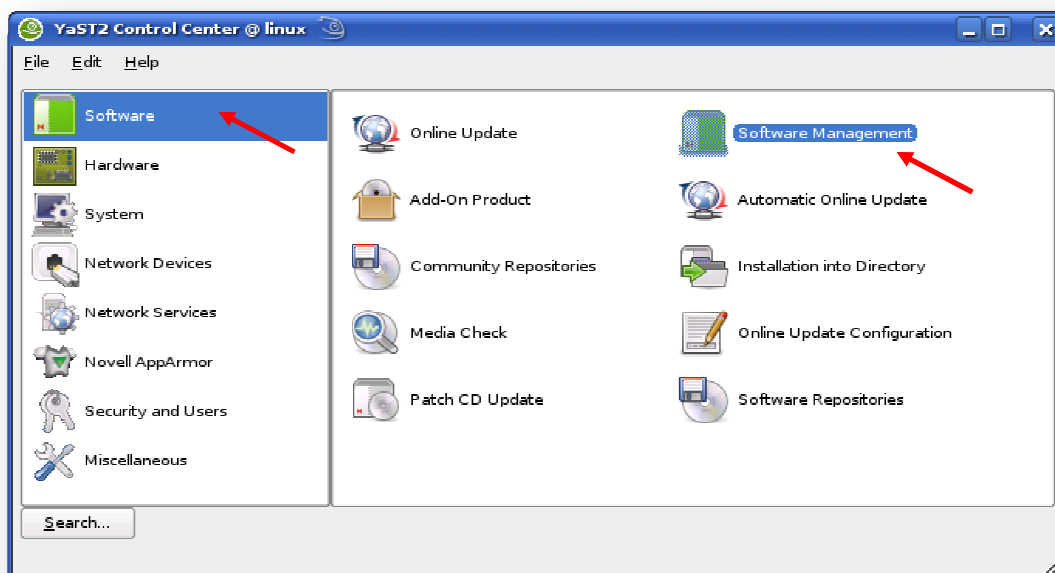 YaST2 Control Center @ linux
File Edit Help
Software
Hardware
System
Network Devices
Network Services
Novell AppArmor
Security and Users
Miscellaneous
Online Update
Software Management
Add-On Product
Automatic Online Update
Community Repositories
Installation into Directory
Media Check
Online Update Configuration
Patch CD Update
Software Repositories
Search...